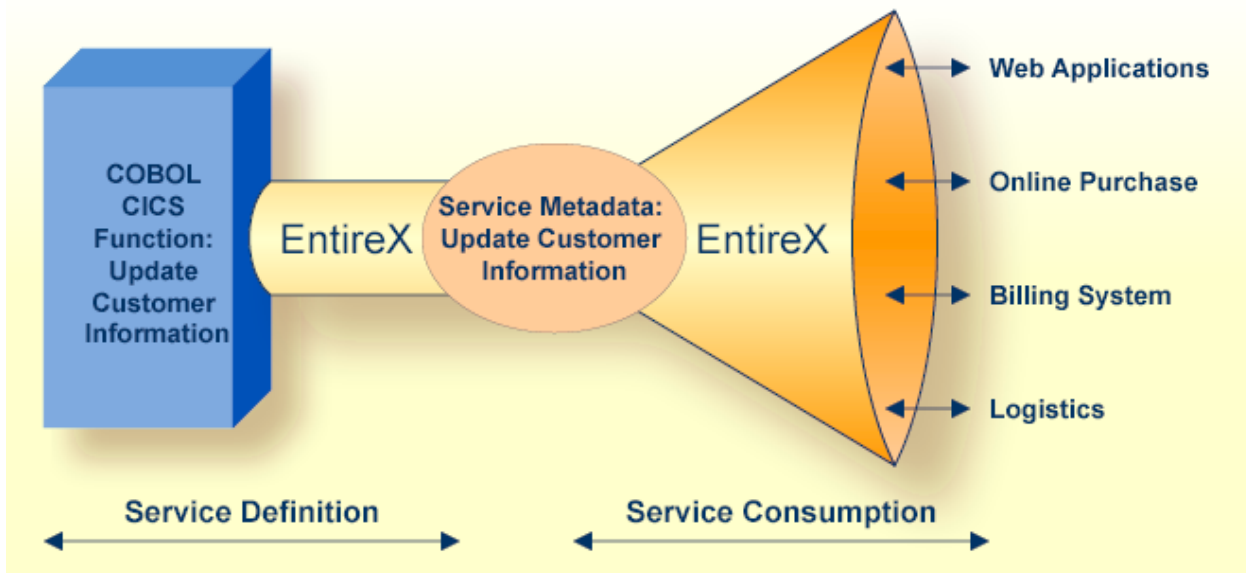 COBOL
CICS
Function:
Update
Customer
Information
EntireX
Service Metadata:
Update Customer
Information
EntireX
Web Applications
Online Purchase
Billing System
Logistics
Service Definition
Service Consumption